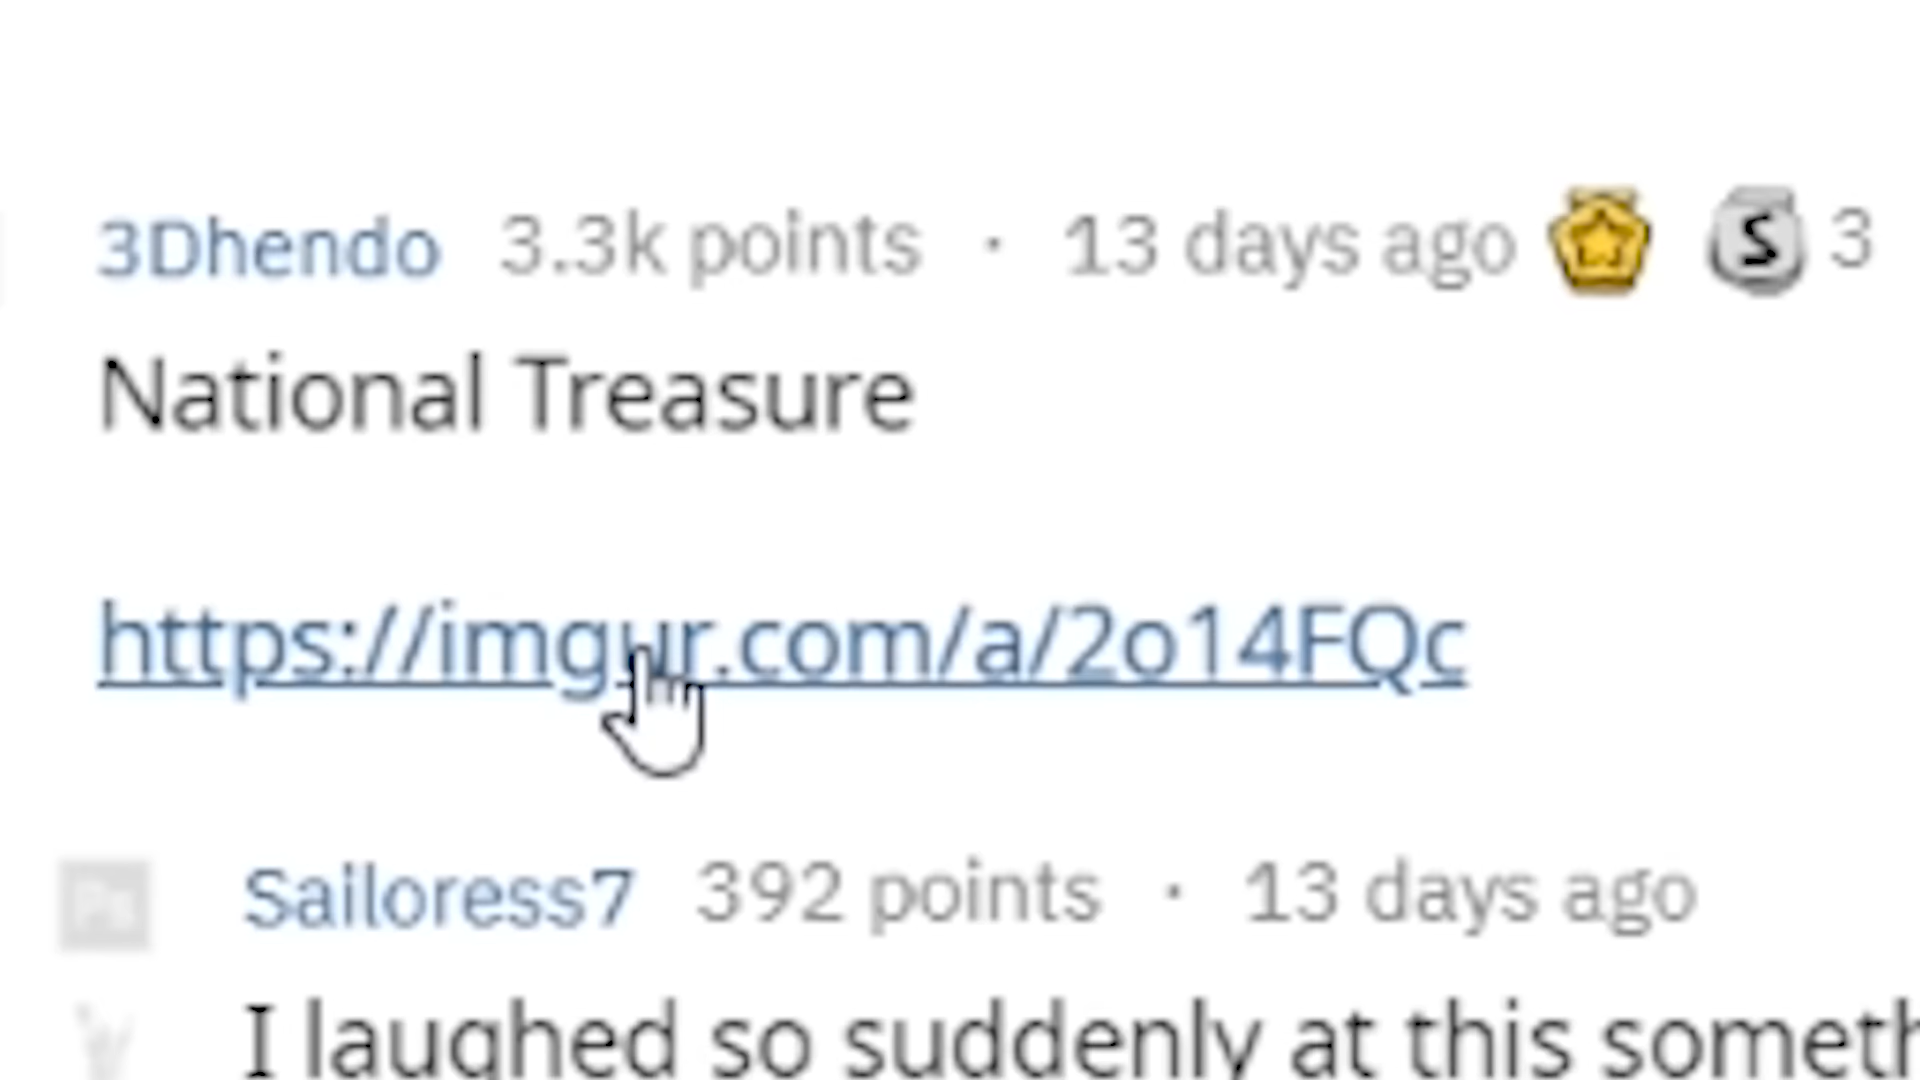 3Dhendo 3.3k points · 13 days ago S 3
National Treasure
https://imgur.com/a/2o14FQc
Ps Sailoress7 392 points · 13 days ago
I laughed so suddenly at this someth